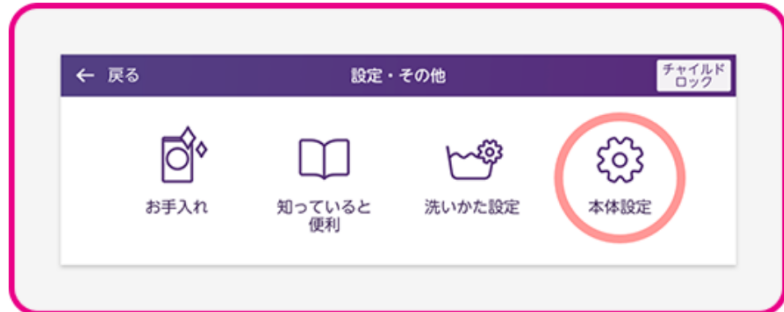 ← 戻る
設定・その他
チャイルド
ロック
お手入れ
知っていると
便利
洗いかた設定
本体設定